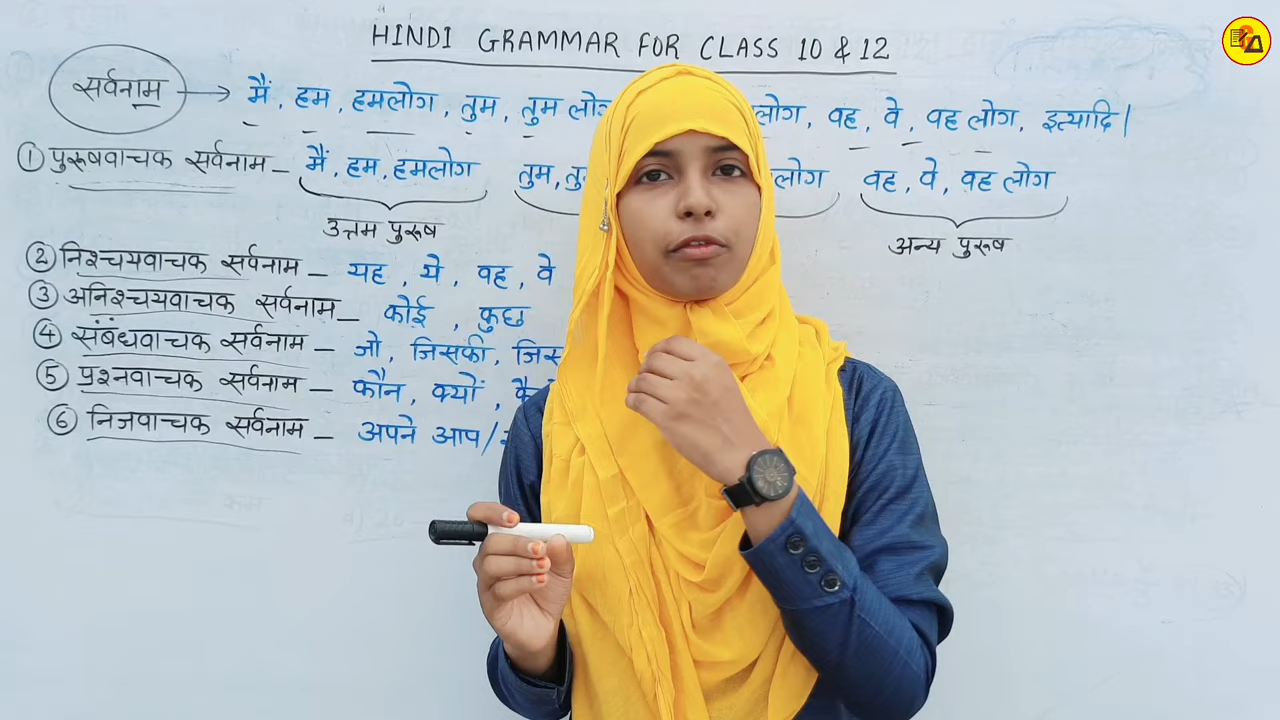 HINDI GRAMMAR FOR CLASS 10 & 12
सर्वनाम → मैं, हम, हमलोग, तुम, तुम लोग, लोग, वह, वे, वह लोग, इत्यादि|
① पुरूषवाचक सर्वनाम – मैं, हम, हमलोग तुम, लोग वह, वे, वह लोग
उत्तम पुरूष अन्य पुरूष
② निश्चयवाचक सर्वनाम – यह, ये, वह, वे
③ अनिश्चयवाचक सर्वनाम – कोई, कुछ
④ संबंधवाचक सर्वनाम – जो, जिसकी,
⑤ प्रश्नवाचक सर्वनाम – कौन, क्यों,
⑥ निजवाचक सर्वनाम – अपने आप/